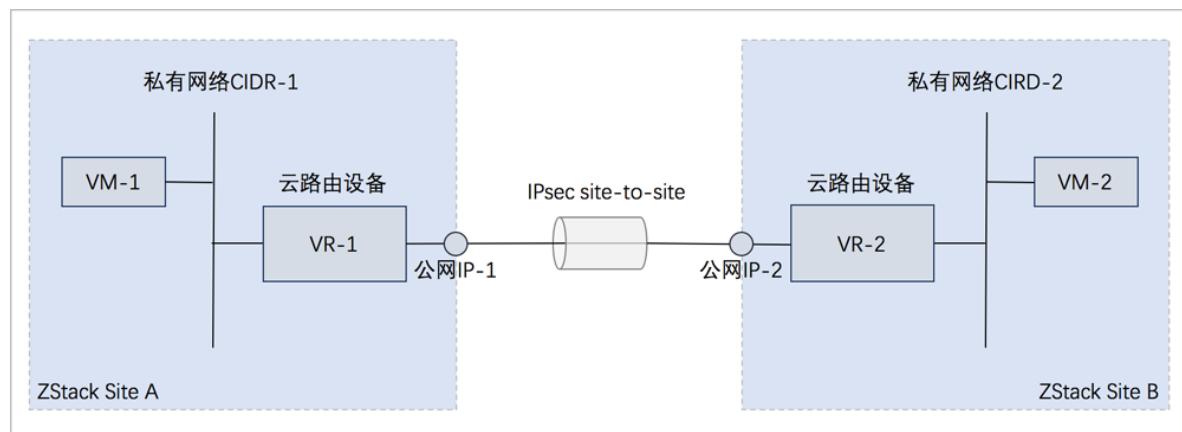 私有网络CIDR-1
VM-1
云路由设备
VR-1
公网IP-1
ZStack Site A
IPsec site-to-site
私有网络CIRD-2
云路由设备
VM-2
VR-2
公网IP-2
ZStack Site B